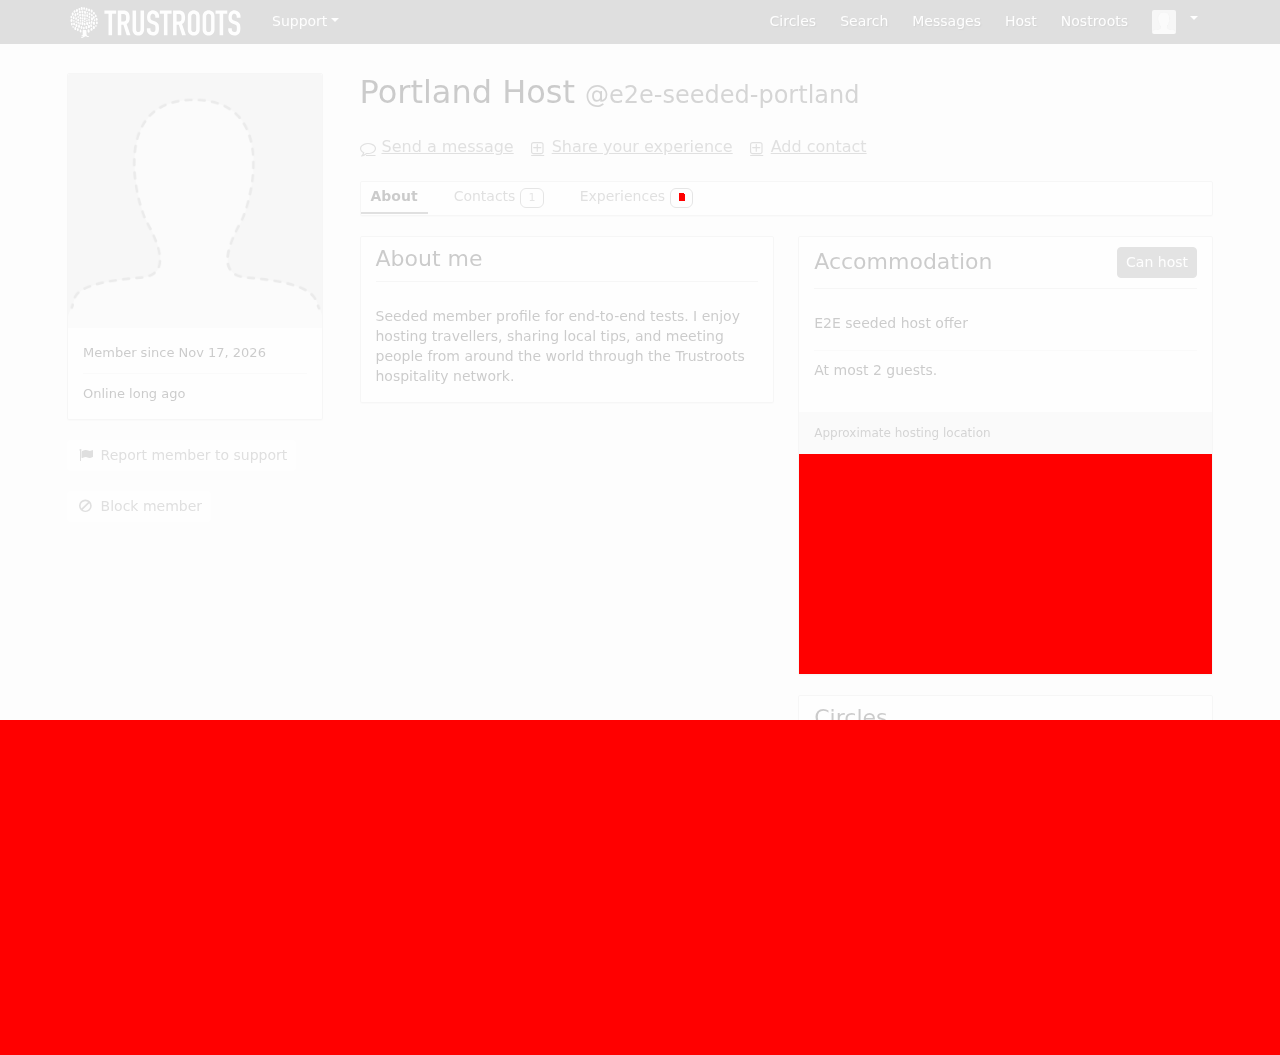 TRUSTROOTS
Support
Circles
Search
Messages
Host
Nostroots
Portland Host @e2e-seeded-portland
Send a message
Share your experience
Add contact
About
Contacts 1
Experiences
Member since Nov 17, 2026
Online long ago
Report member to support
Block member
About me
Seeded member profile for end-to-end tests. I enjoy
hosting travellers, sharing local tips, and meeting
people from around the world through the Trustroots
hospitality network.
Accommodation
Can host
E2E seeded host offer
At most 2 guests.
Approximate hosting location
Circles